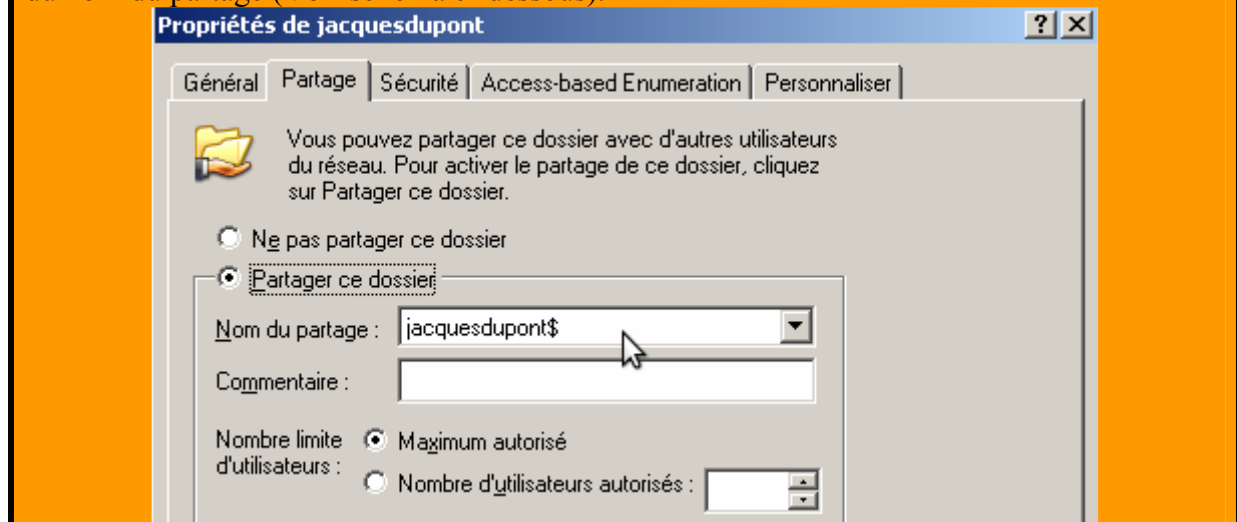 Propriétés de jacquesdupont
Général Partage Sécurité Access-based Enumeration Personnaliser
Vous pouvez partager ce dossier avec d'autres utilisateurs
du réseau. Pour activer le partage de ce dossier, cliquez
sur Partager ce dossier.
Ne pas partager ce dossier
Partager ce dossier
Nom du partage : jacquesdupont$
Commentaire :
Nombre limite
d'utilisateurs :
Maximum autorisé
Nombre d'utilisateurs autorisés :